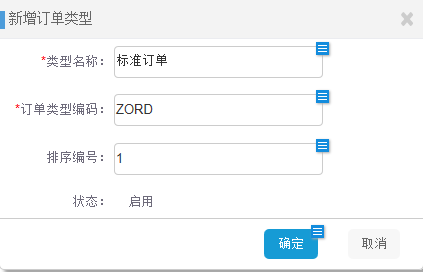 新增订单类型
*类型名称： 标准订单
*订单类型编码： ZORD
排序编号： 1
状态： 启用
确定 取消